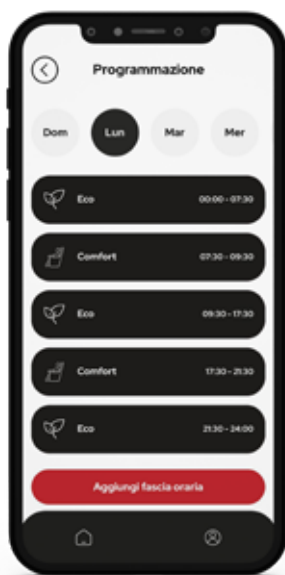 Programmazione
Dom Lun Mar Mer
Eco 00:00 - 07:30
Comfort 07:30 - 09:30
Eco 09:30 - 17:30
Comfort 17:30 - 21:30
Eco 21:30 - 24:00
Aggiungi fascia oraria